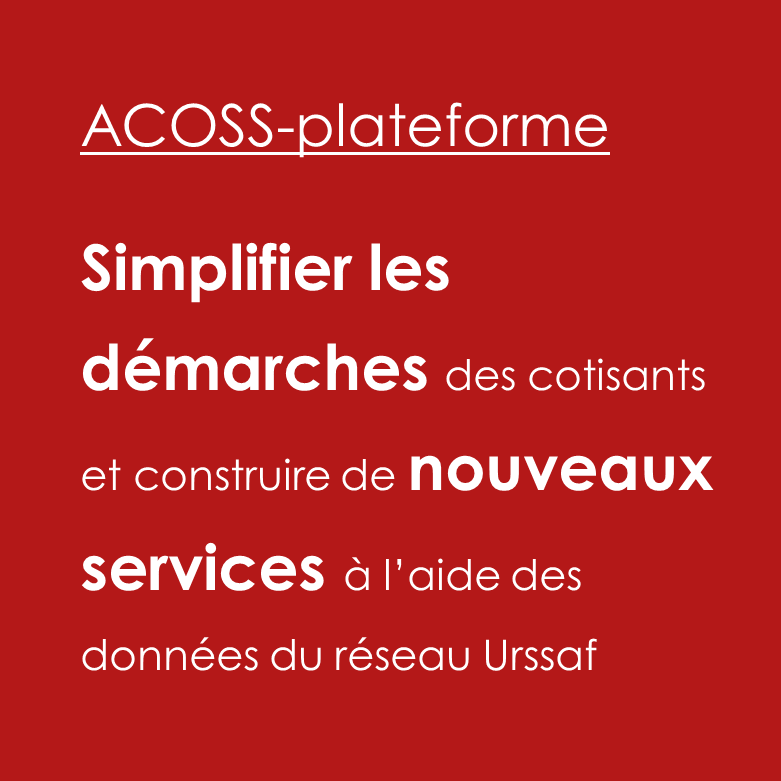 ACOSS-plateforme
Simplifier les
démarches des cotisants
et construire de nouveaux
services à l’aide des
données du réseau Urssaf